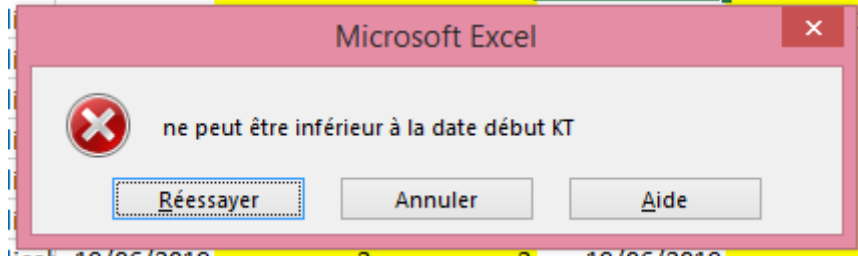 Microsoft Excel
ne peut être inférieur à la date début KT
Réessayer Annuler Aide